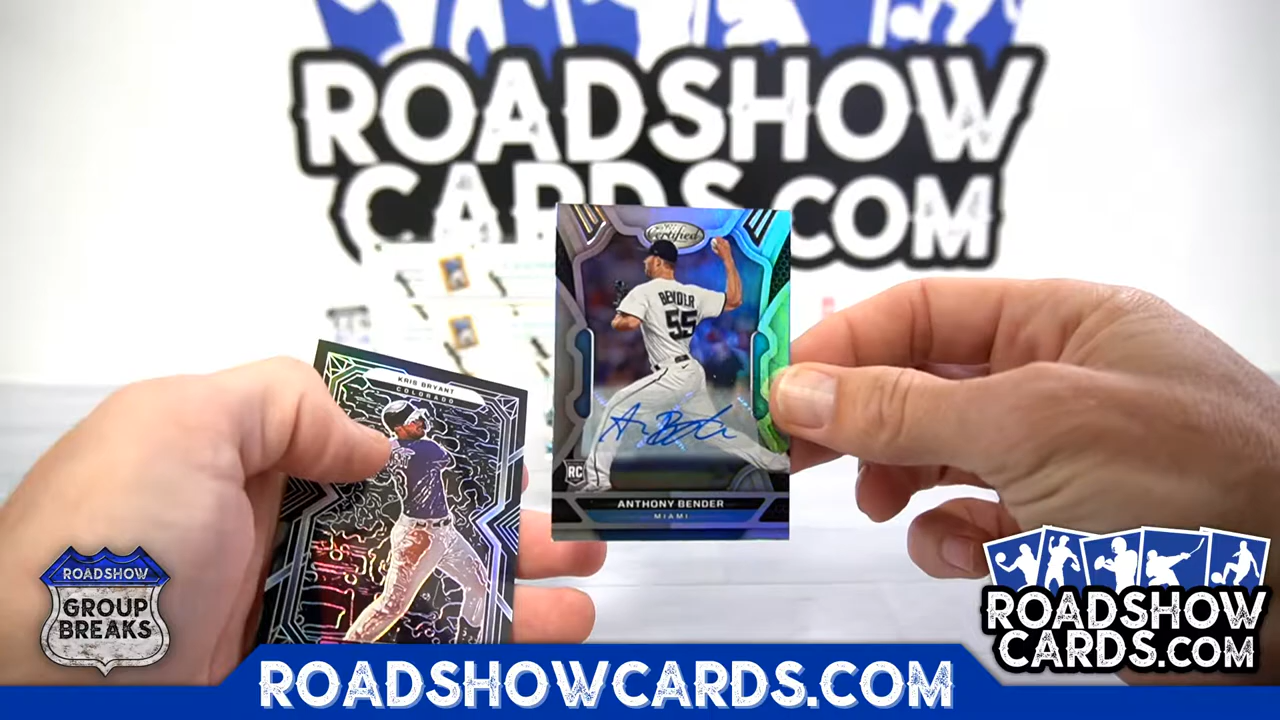 ROADSHOW
CARDS.COM
Certified
BENDER
55
RC
ANTHONY BENDER
MIAMI
KRIS BRYANT
COLORADO
ROADSHOW
GROUP
BREAKS
ROADSHOWCARDS.COM
ROADSHOW
CARDS.COM